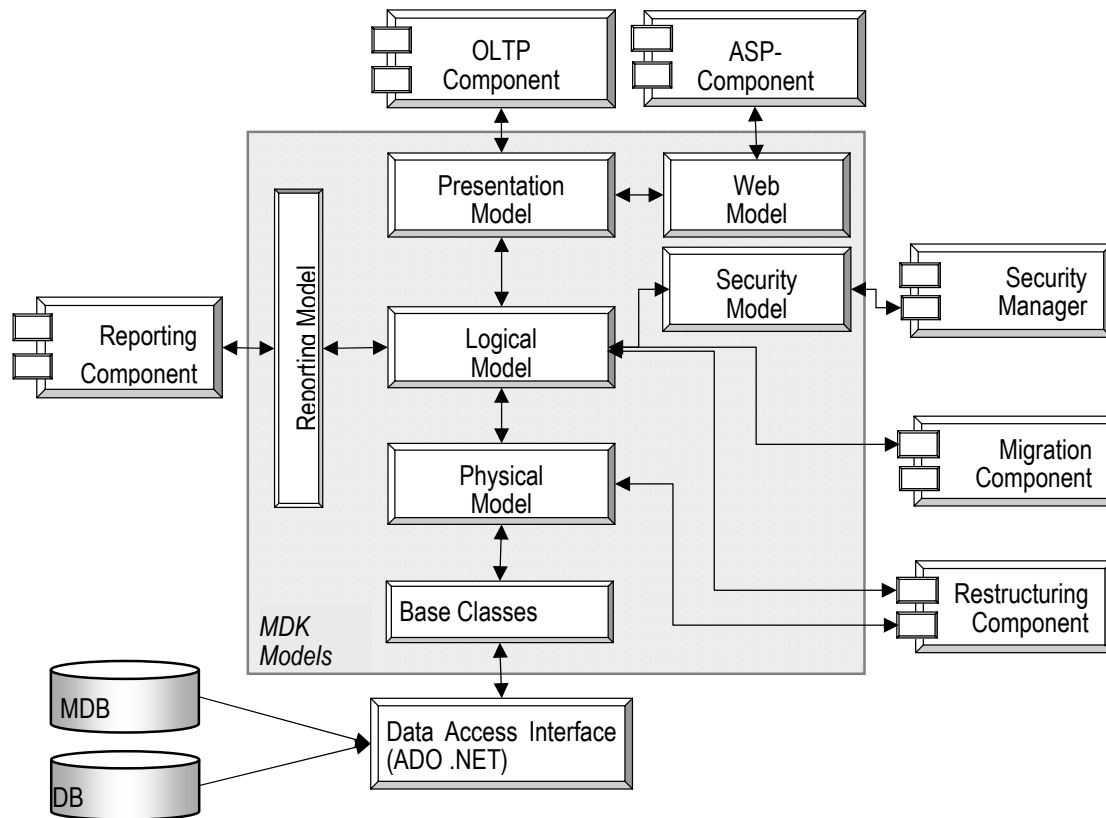 OLTP
Component
ASP-
Component
Presentation
Model
Web
Model
Reporting Model
Security
Model
Security
Manager
Reporting
Component
Logical
Model
Migration
Component
Physical
Model
Restructuring
Component
Base Classes
MDK
Models
MDB
DB
Data Access Interface
(ADO .NET)